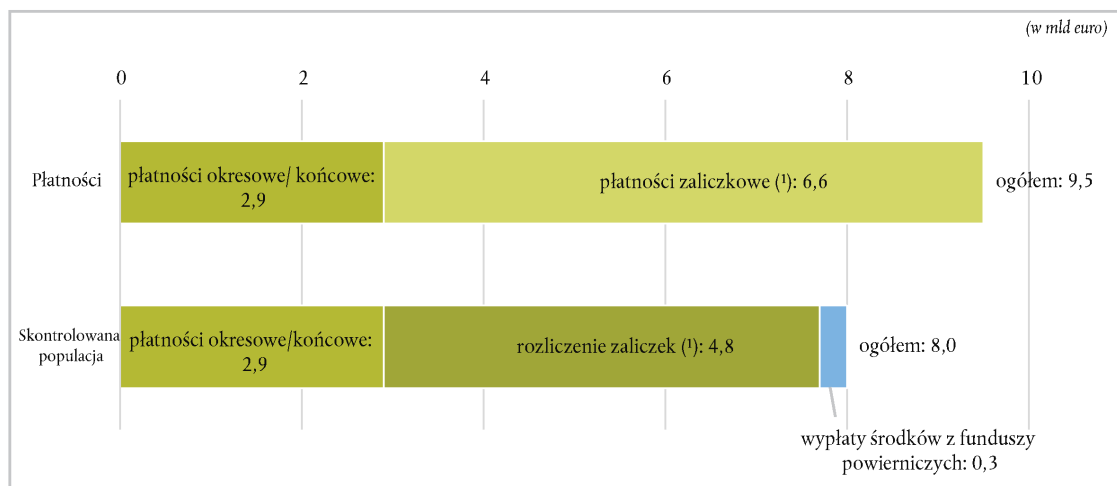 (w mld euro)
0 2 4 6 8 10
Płatności
płatności okresowe/ końcowe:
2,9
płatności zaliczkowe (¹): 6,6
ogółem: 9,5
Skontrolowana
populacja
płatności okresowe/końcowe:
2,9
rozliczenie zaliczek (¹): 4,8
ogółem: 8,0
wypłaty środków z funduszy
powierniczych: 0,3